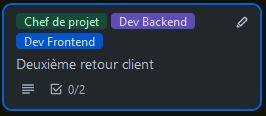 Chef de projet Dev Backend
Dev Frontend
Deuxième retour client
0/2